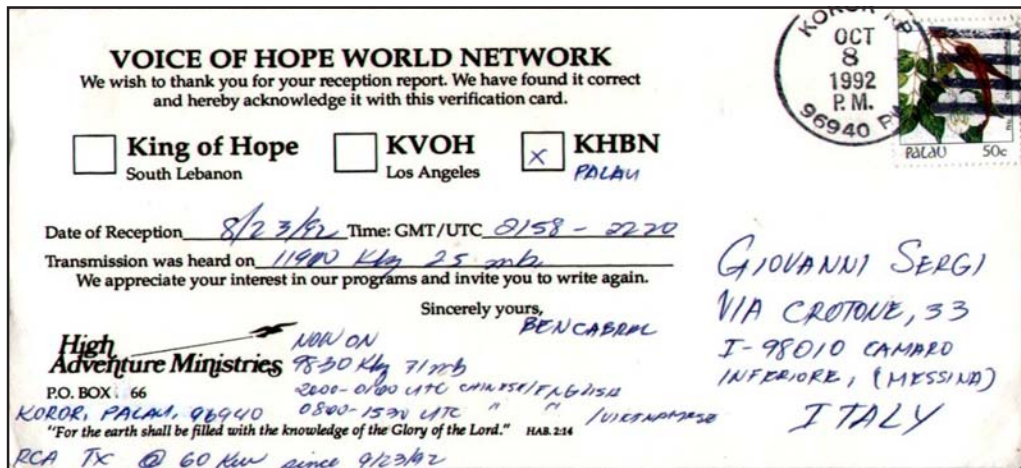 VOICE OF HOPE WORLD NETWORK
We wish to thank you for your reception report. We have found it correct
and hereby acknowledge it with this verification card.
KOROR
OCT
8
1992
P.M.
96940
PALAU 50c
King of Hope
South Lebanon
KVOH
Los Angeles
X KHBN
PALAU
Date of Reception 8/23/92 Time: GMT/UTC 2158 - 2220
Transmission was heard on 11980 Khz 25 mb.
We appreciate your interest in our programs and invite you to write again.
Sincerely yours,
BEN CABRAL
High
Adventure Ministries
P.O. BOX 66
KOROR, PALAU, 96940
NOW ON
9830 Khz 31 mb
2000-0100 UTC CHINESE/ENGLISH
0800-1530 UTC " " /VIETNAMESE
"For the earth shall be filled with the knowledge of the Glory of the Lord." HAB. 2:14
RCA TX @ 60 Kw since 9/23/92
GIOVANNI SERGI
VIA CROTONE, 33
I-98010 CAMARO
INFERIORE, (MESSINA)
ITALY